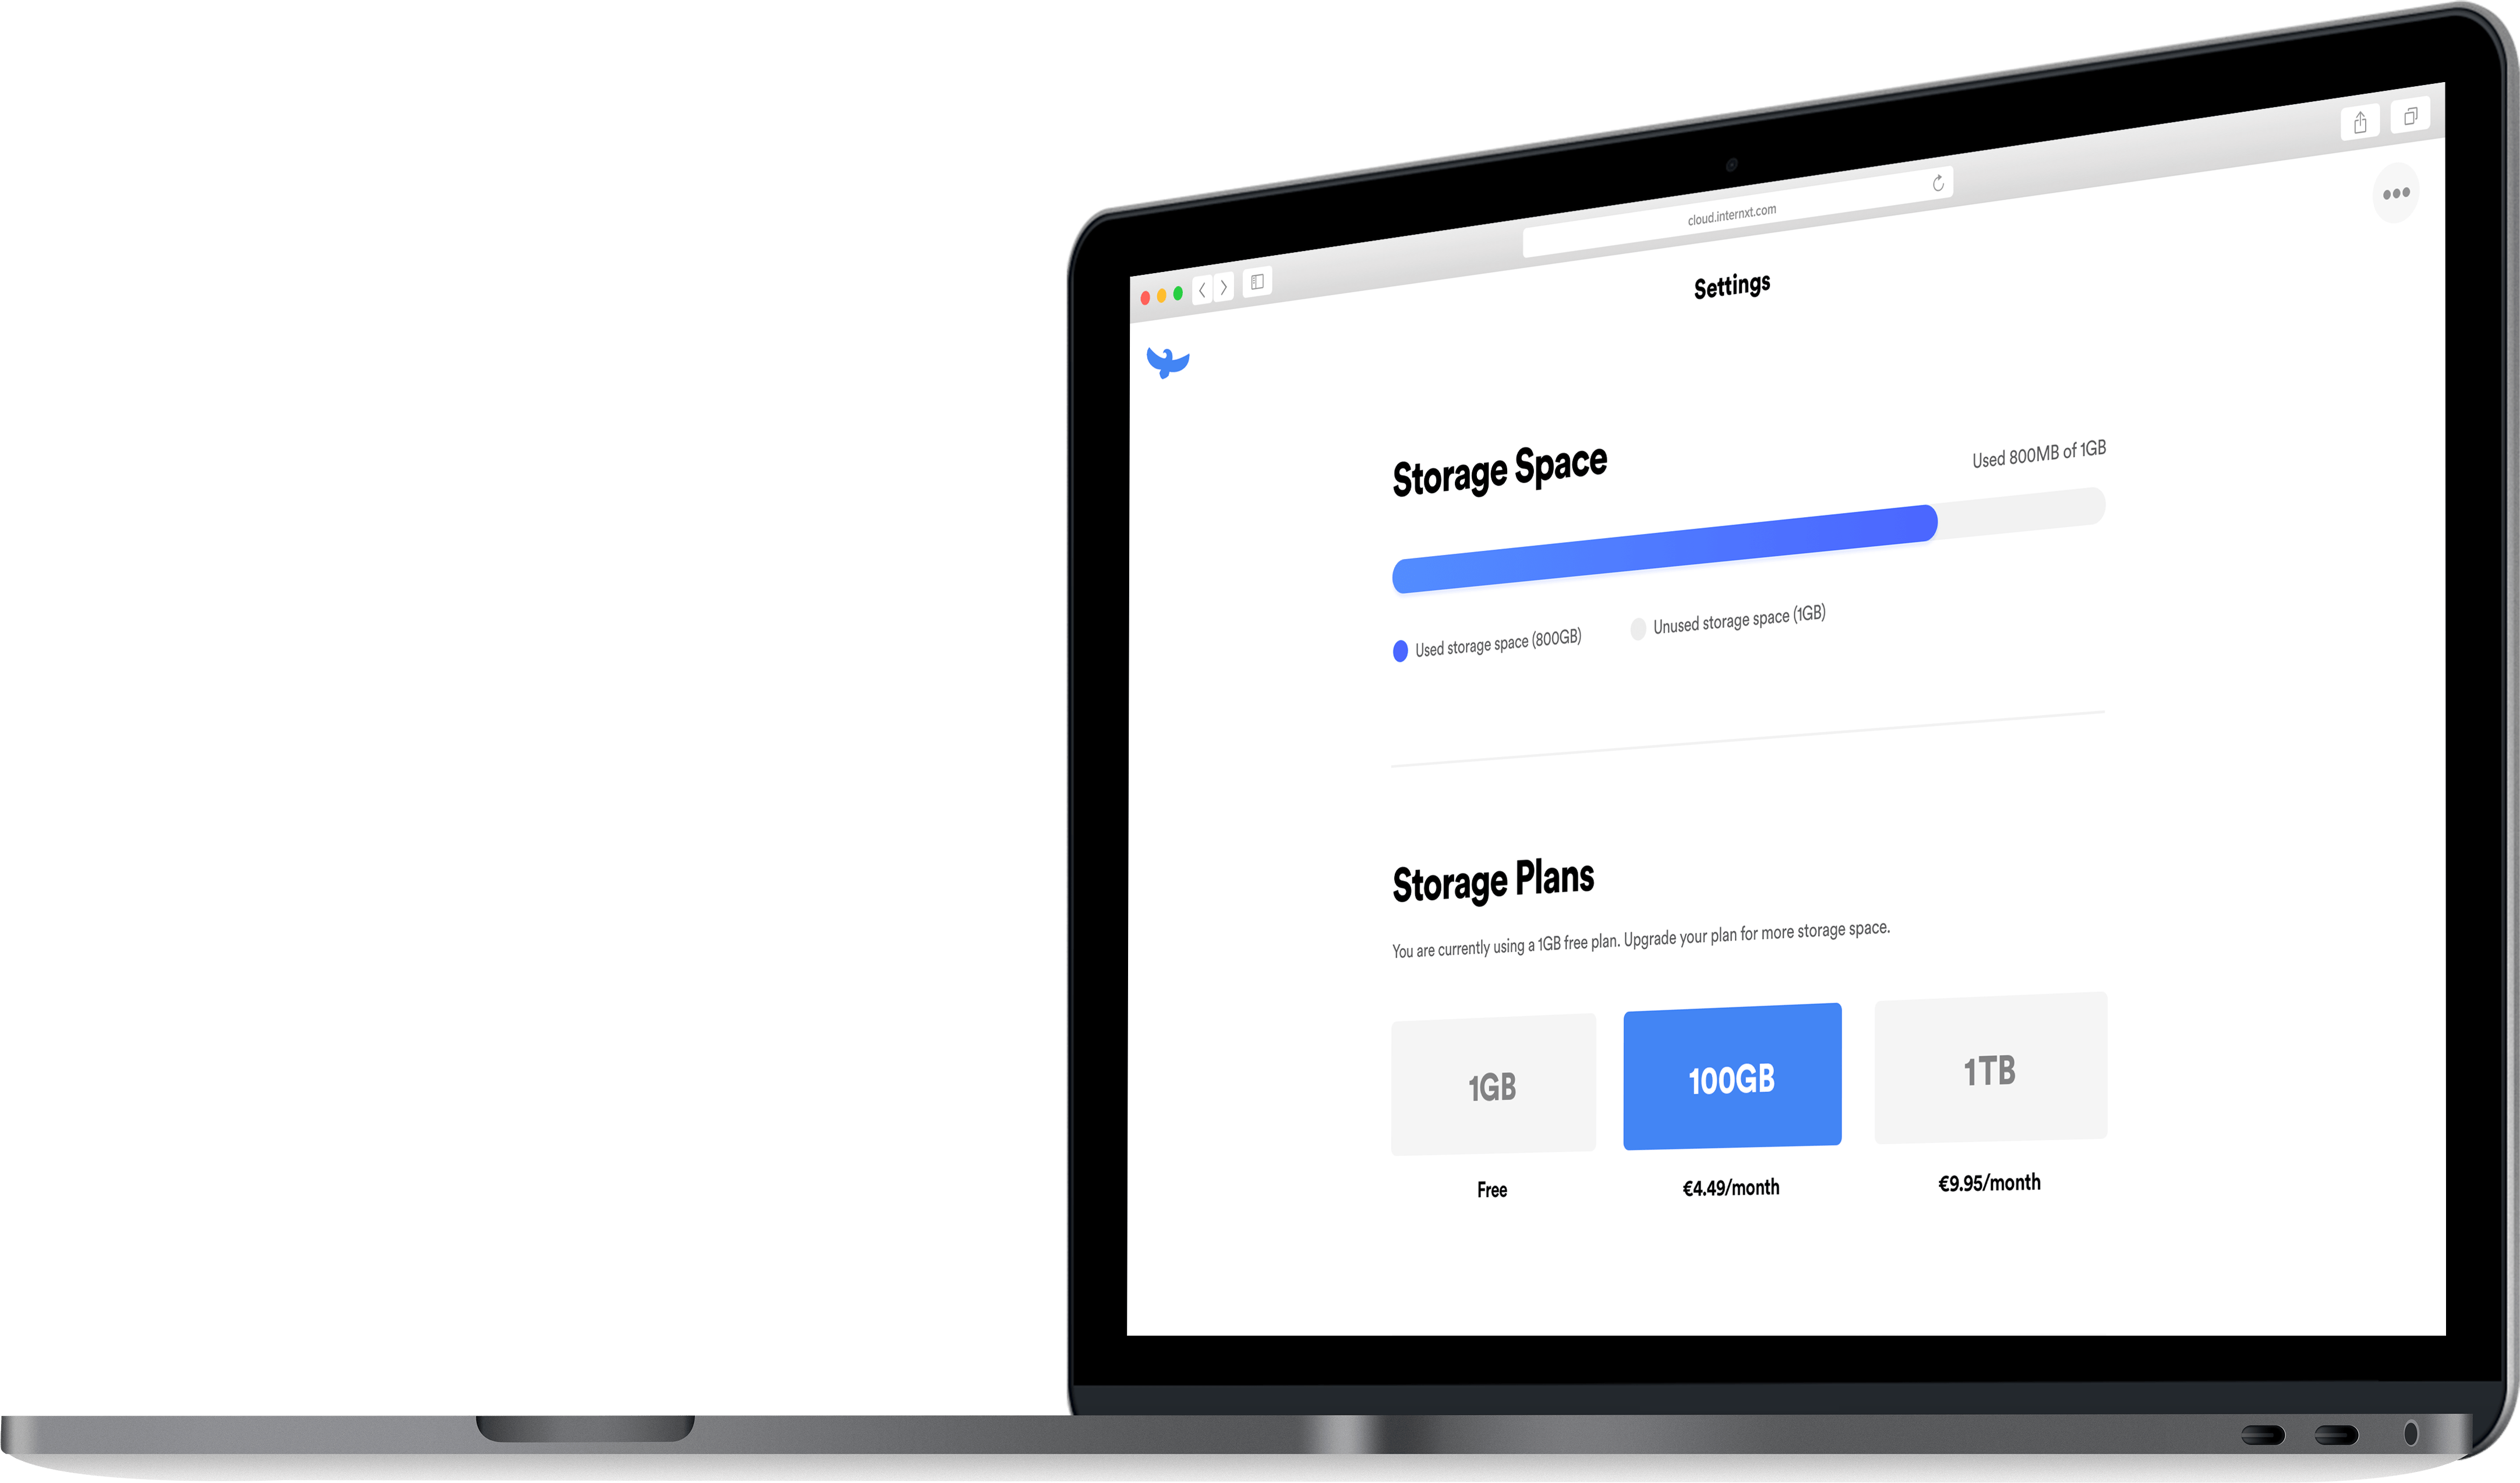 cloud.internxt.com
Settings
Storage Space
Used 800MB of 1GB
Used storage space (800GB)
Unused storage space (1GB)
Storage Plans
You are currently using a 1GB free plan. Upgrade your plan for more storage space.
1GB
100GB
1TB
Free
€4.49/month
€9.95/month